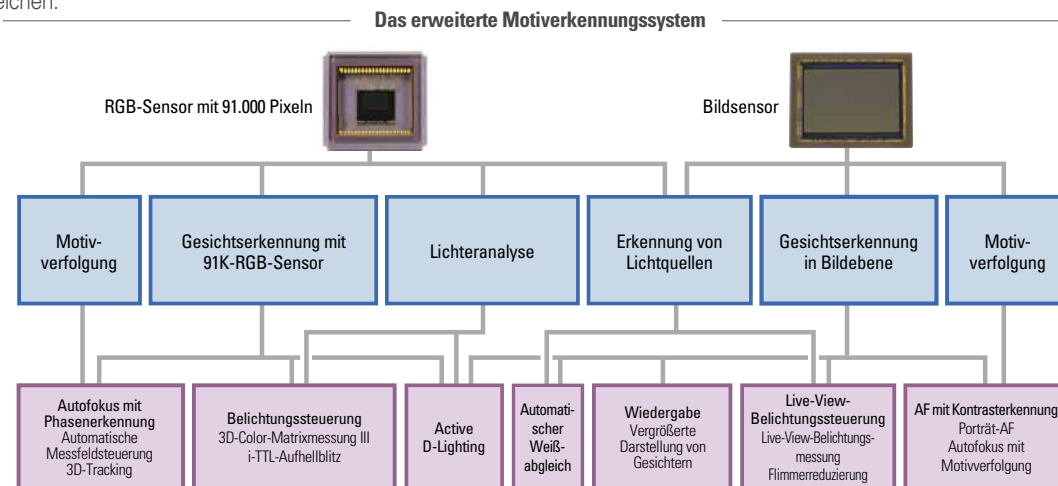 eichen.
Das erweiterte Motiverkennungssystem
RGB-Sensor mit 91.000 Pixeln
Bildsensor
Motiv-
verfolgung
Gesichtserkennung mit
91K-RGB-Sensor
Lichteranalyse
Erkennung von
Lichtquellen
Gesichtserkennung
in Bildebene
Motiv-
verfolgung
Autofokus mit
Phasenerkennung
Automatische
Messfeldsteuerung
3D-Tracking
Belichtungssteuerung
3D-Color-Matrixmessung III
i-TTL-Aufhellblitz
Active
D-Lighting
Automati-
scher
Weiß-
abgleich
Wiedergabe
Vergrößerte
Darstellung von
Gesichtern
Live-View-
Belichtungssteuerung
Live-View-Belichtungs-
messung
Flimmerreduzierung
AF mit Kontrasterkennung
Porträt-AF
Autofokus mit
Motivverfolgung